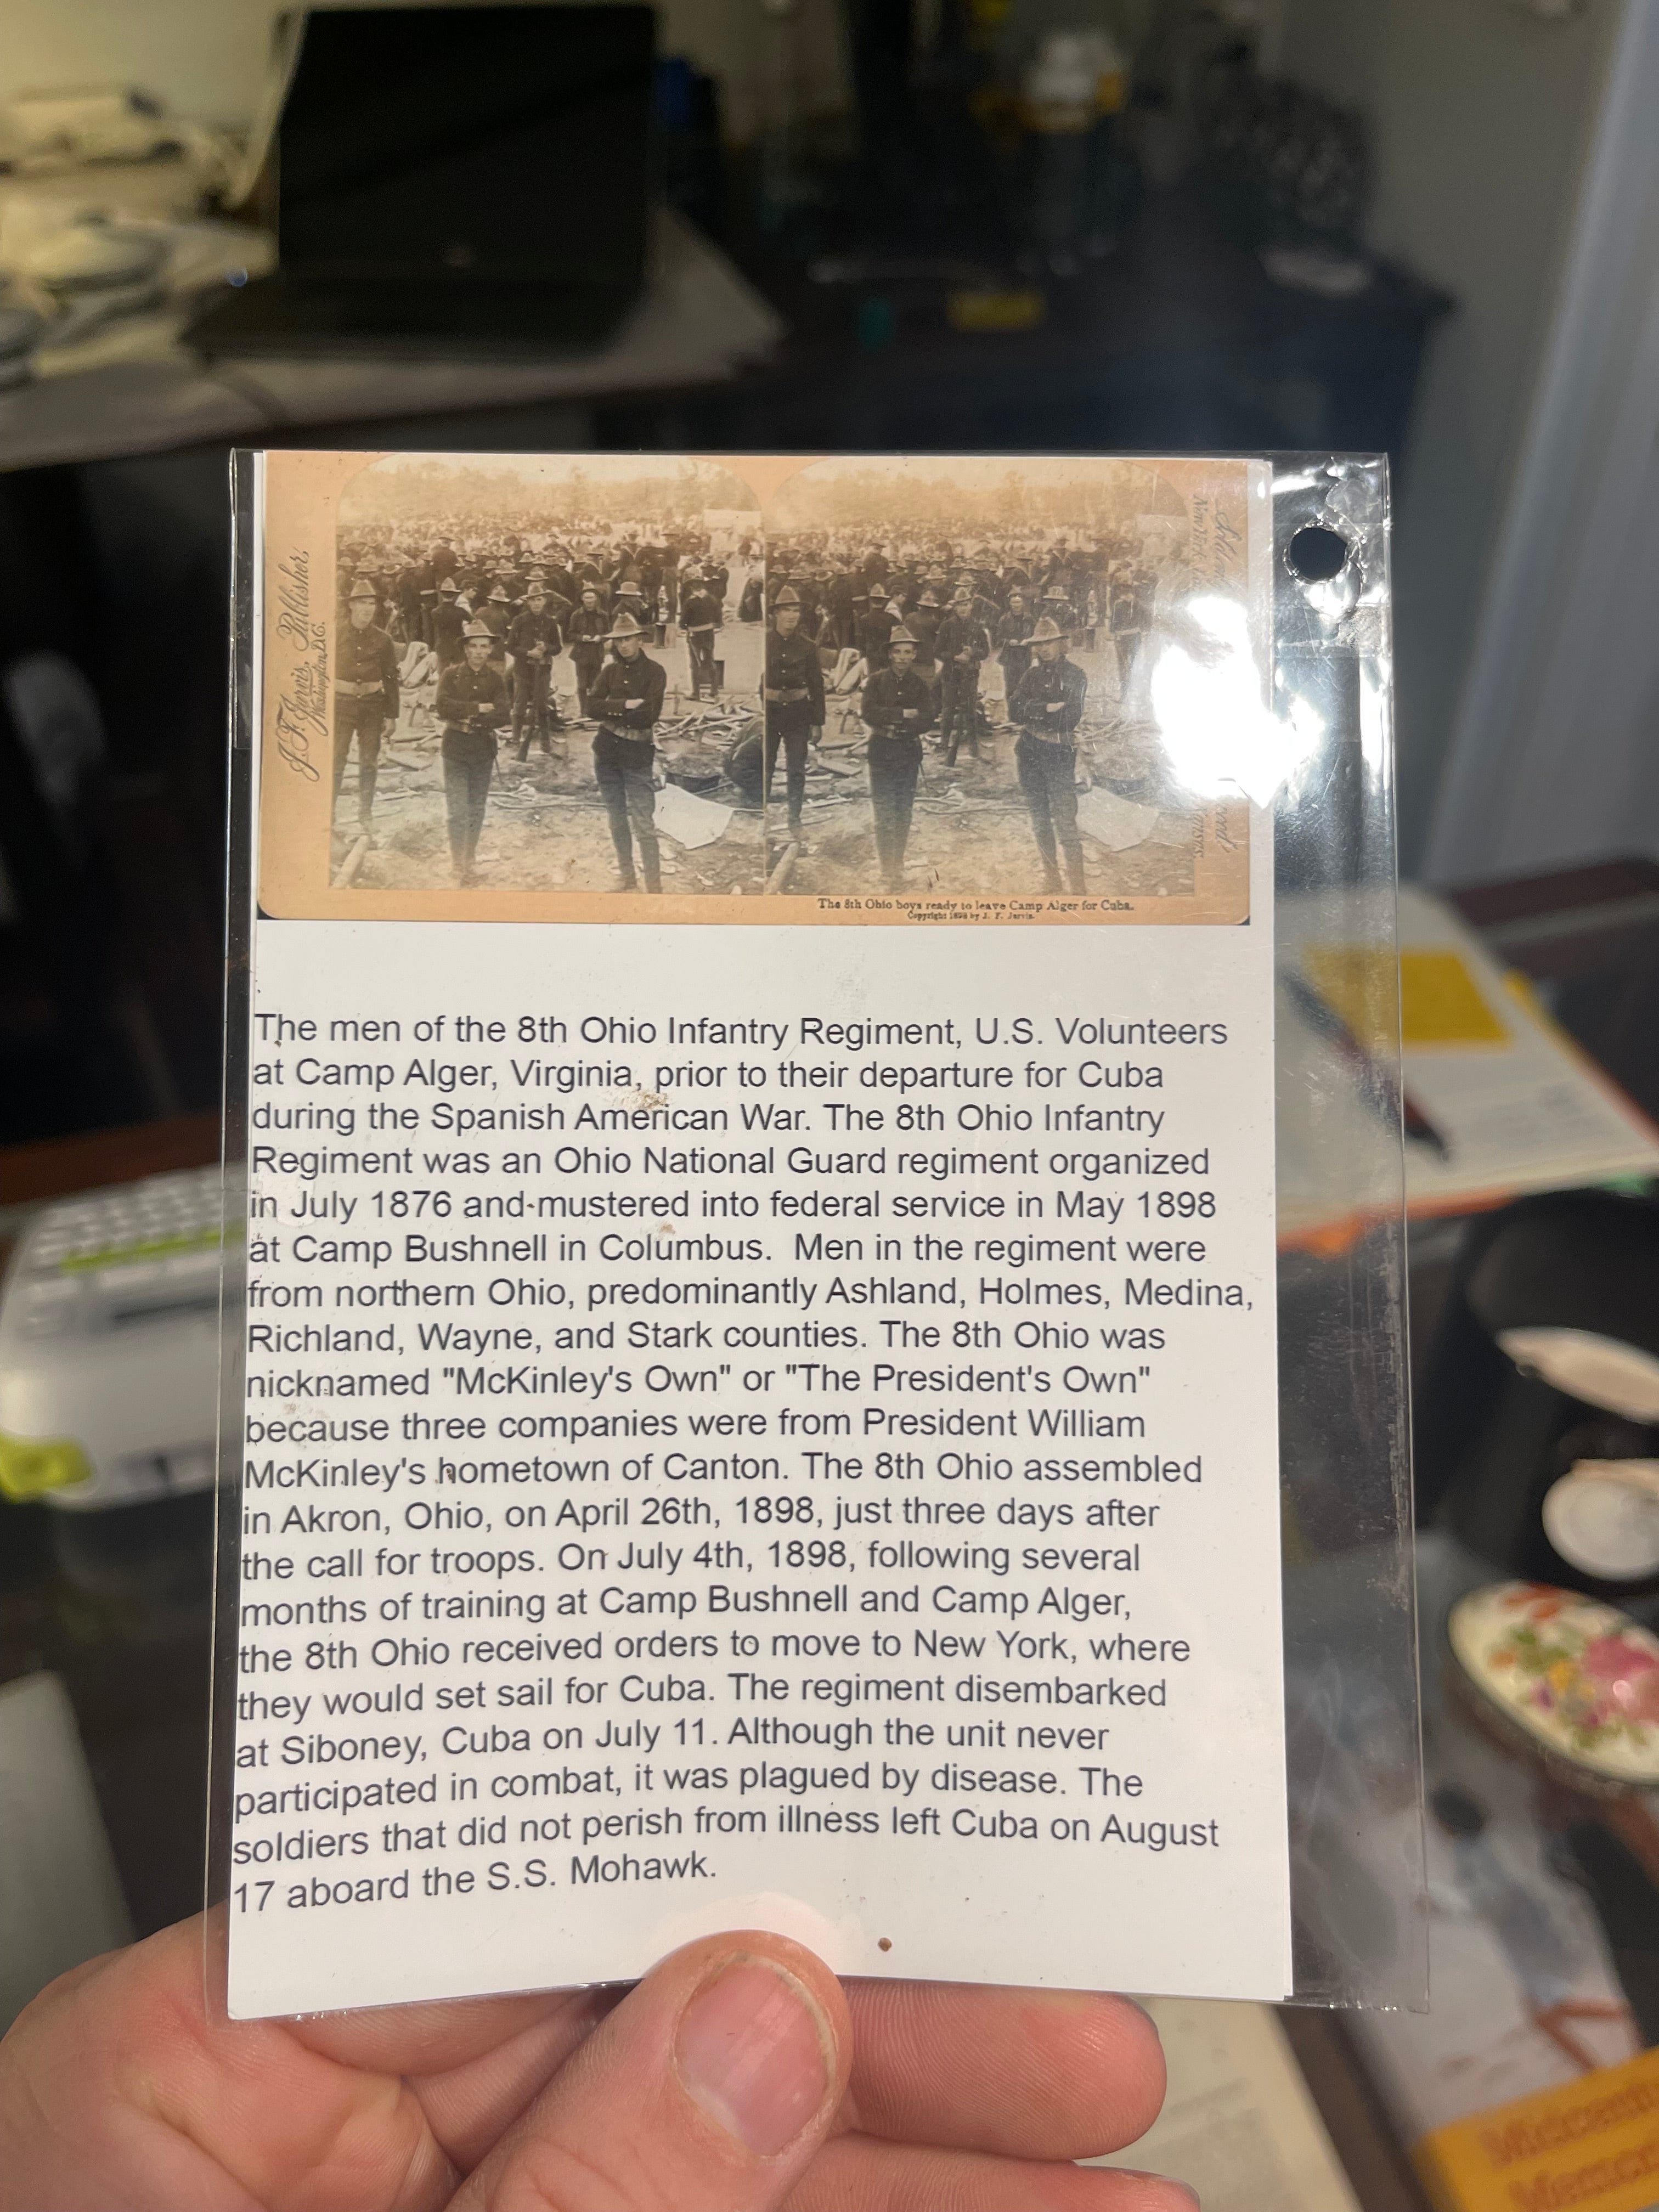 J.F. Jarvis, Publisher,
Washington, D.C.
The 8th Ohio boys ready to leave Camp Alger for Cuba.
Copyright 1898 by J. F. Jarvis.
The men of the 8th Ohio Infantry Regiment, U.S. Volunteers
at Camp Alger, Virginia, prior to their departure for Cuba
during the Spanish American War. The 8th Ohio Infantry
Regiment was an Ohio National Guard regiment organized
in July 1876 and mustered into federal service in May 1898
at Camp Bushnell in Columbus. Men in the regiment were
from northern Ohio, predominantly Ashland, Holmes, Medina,
Richland, Wayne, and Stark counties. The 8th Ohio was
nicknamed "McKinley's Own" or "The President's Own"
because three companies were from President William
McKinley's hometown of Canton. The 8th Ohio assembled
in Akron, Ohio, on April 26th, 1898, just three days after
the call for troops. On July 4th, 1898, following several
months of training at Camp Bushnell and Camp Alger,
the 8th Ohio received orders to move to New York, where
they would set sail for Cuba. The regiment disembarked
at Siboney, Cuba on July 11. Although the unit never
participated in combat, it was plagued by disease. The
soldiers that did not perish from illness left Cuba on August
17 aboard the S.S. Mohawk.